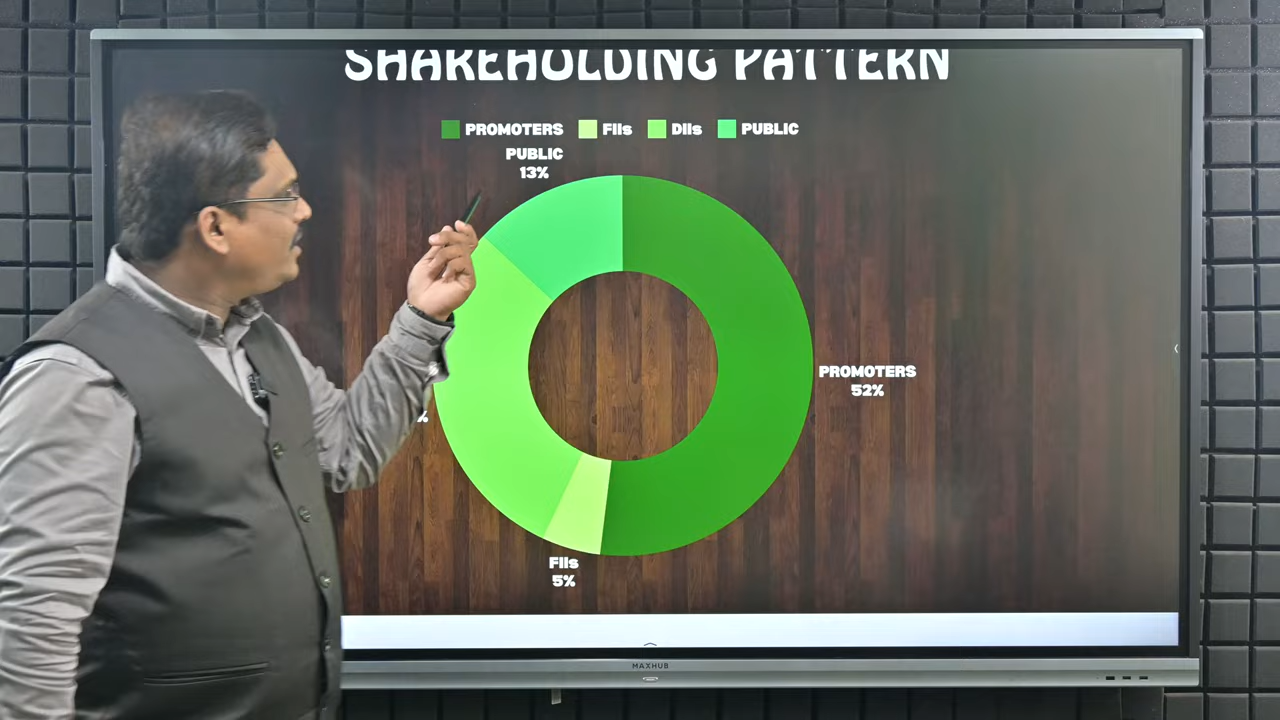 SHAREHOLDING PATTERN
PROMOTERS FIIs DIIs PUBLIC
PUBLIC
13%
PROMOTERS
52%
%
FIIs
5%
MAXHUB